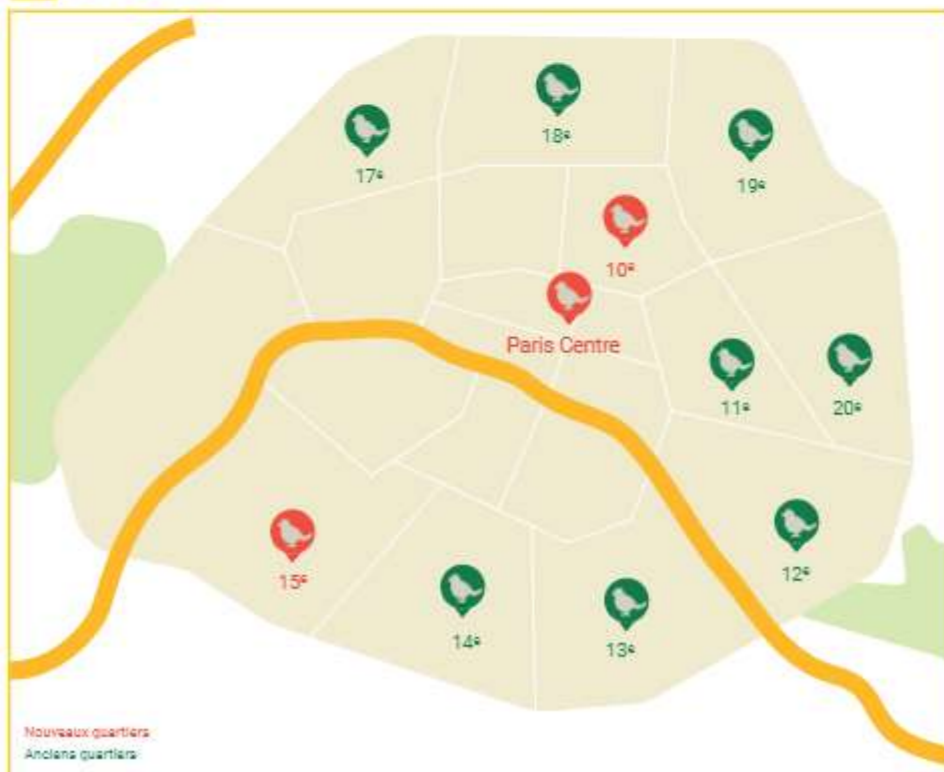 18ᵉ
17ᵉ
19ᵉ
10ᵉ
Paris Centre
11ᵉ
20ᵉ
15ᵉ
12ᵉ
14ᵉ
13ᵉ
Nouveaux quartiers
Anciens quartiers